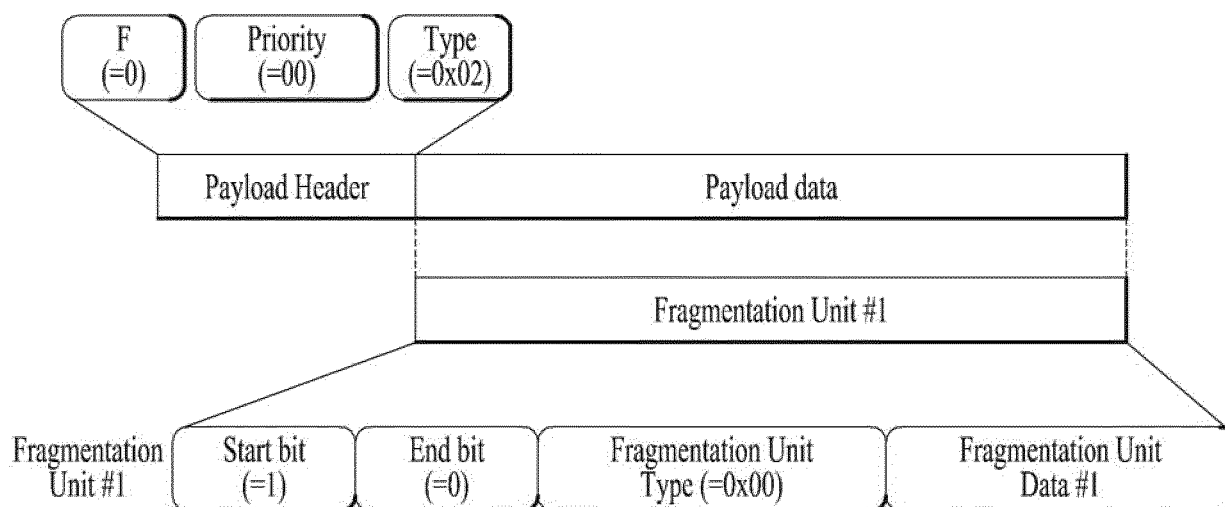 F
(=0)
Priority
(=00)
Type
(=0x02)
Payload Header
Payload data
Fragmentation Unit #1
Fragmentation
Unit #1
Start bit
(=1)
End bit
(=0)
Fragmentation Unit
Type (=0x00)
Fragmentation Unit
Data #1